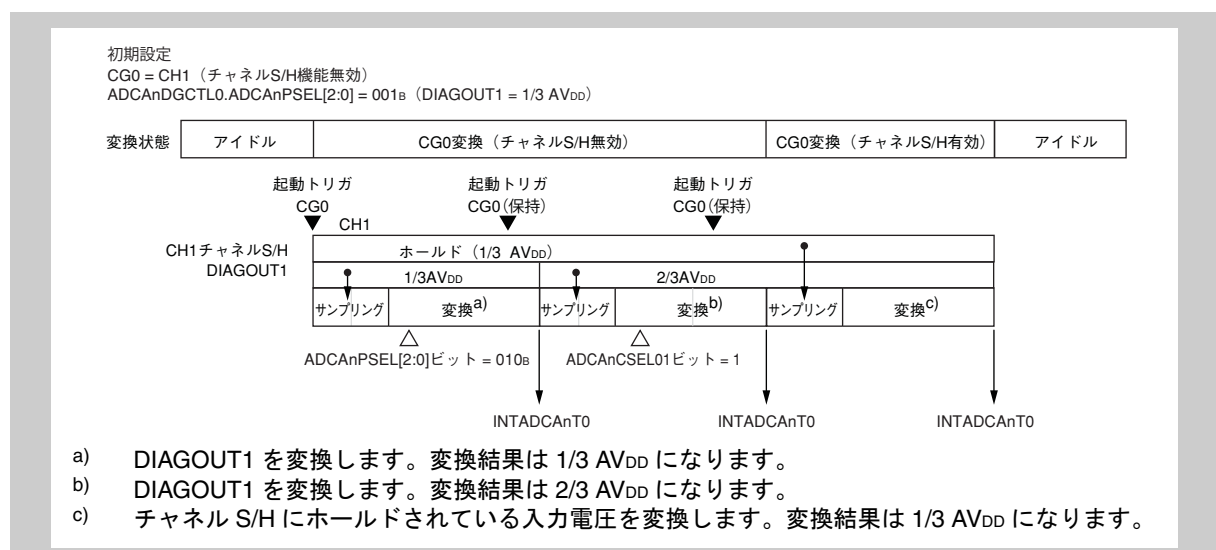 初期設定
CG0 = CH1（チャネルS/H機能無効）
ADCAnDGCTL0.ADCAnPSEL[2:0] = 001B（DIAGOUT1 = 1/3 AVDD）
変換状態 アイドル CG0変換（チャネルS/H無効） CG0変換（チャネルS/H有効） アイドル
起動トリガ 起動トリガ 起動トリガ
CG0 CG0(保持) CG0(保持)
CH1
CH1チャネルS/H ホールド（1/3 AVDD）
DIAGOUT1 1/3AVDD 2/3AVDD
サンプリング 変換a) サンプリング 変換b) サンプリング 変換c)
ADCAnPSEL[2:0]ビット = 010B ADCAnCSEL01ビット = 1
INTADCAnT0 INTADCAnT0 INTADCAnT0
a) DIAGOUT1 を変換します。変換結果は 1/3 AVDD になります。
b) DIAGOUT1 を変換します。変換結果は 2/3 AVDD になります。
c) チャネル S/H にホールドされている入力電圧を変換します。変換結果は 1/3 AVDD になります。